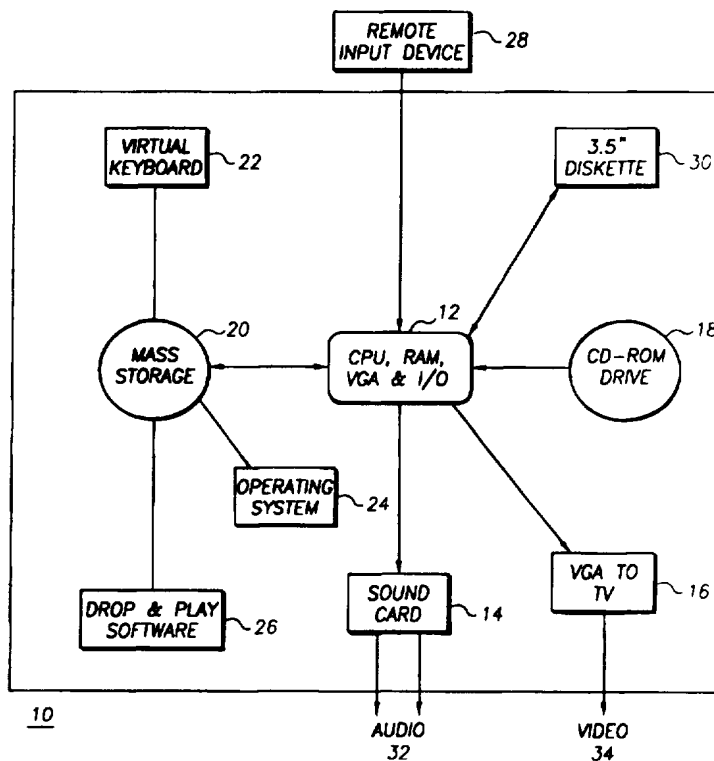 REMOTE
INPUT DEVICE
28
VIRTUAL
KEYBOARD
22
3.5"
DISKETTE
30
20
MASS
STORAGE
12
CPU, RAM,
VGA & I/O
18
CD-ROM
DRIVE
OPERATING
SYSTEM
24
DROP & PLAY
SOFTWARE
26
SOUND
CARD
14
VGA TO
TV
16
10
AUDIO
32
VIDEO
34